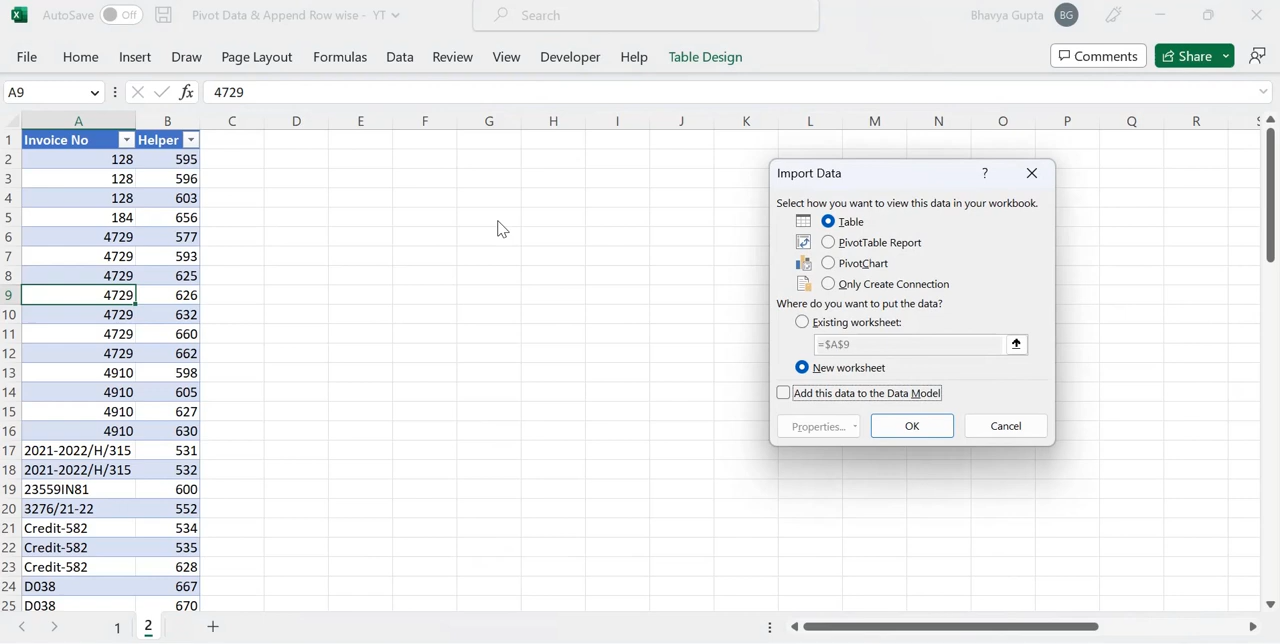 AutoSave Off Pivot Data & Append Row wise - YT Search Bhavya Gupta BG
File Home Insert Draw Page Layout Formulas Data Review View Developer Help Table Design Comments Share
A9 fx 4729
A B C D E F G H I J K L M N O P Q R
1 Invoice No Helper
2 128 595
3 128 596
4 128 603
5 184 656
6 4729 577
7 4729 593
8 4729 625
9 4729 626
10 4729 632
11 4729 660
12 4729 662
13 4910 598
14 4910 605
15 4910 627
16 4910 630
17 2021-2022/H/315 531
18 2021-2022/H/315 532
19 23559IN81 600
20 3276/21-22 552
21 Credit-582 534
22 Credit-582 535
23 Credit-582 628
24 D038 667
25 D038 670
1 2
Import Data ?
Select how you want to view this data in your workbook.
Table
PivotTable Report
PivotChart
Only Create Connection
Where do you want to put the data?
Existing worksheet:
=$A$9
New worksheet
Add this data to the Data Model
Properties... OK Cancel